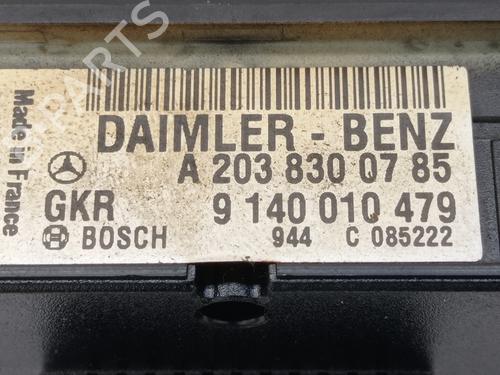 DAIMLER - BENZ
A 203 830 07 85
GKR 9 140 010 479
BOSCH 944 C 085222
Made in France